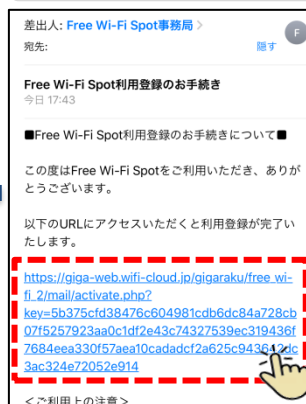 差出人: Free Wi-Fi Spot事務局
F
宛先:
隠す
Free Wi-Fi Spot利用登録のお手続き
今日 17:43
■Free Wi-Fi Spot利用登録のお手続きについて■
この度はFree Wi-Fi Spotをご利用いただき、ありが
とうございます。
以下のURLにアクセスいただくと利用登録が完了い
たします。
https://giga-web.wifi-cloud.jp/gigaraku/free_wi-
fi_2/mail/activate.php?
key=5b375cfd38476c604981cdb6dc84a728cb
07f5257923aa0c1df2e43c74327539ec319436f
7684eea330f57aea10cadadcf2a625c943642dc
3ac324e72052e914
＜ご利用上の注意＞